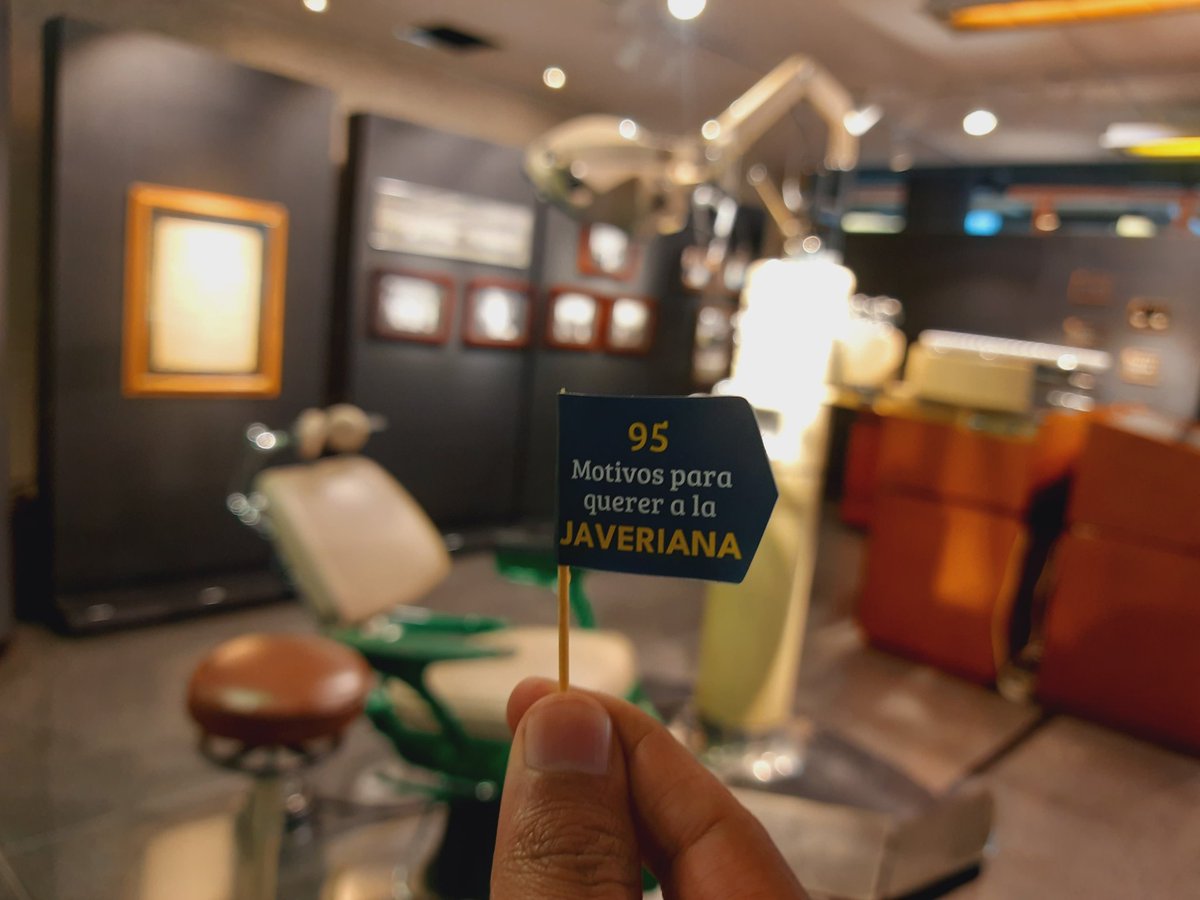 95
Motivos para
querer a la
JAVERIANA